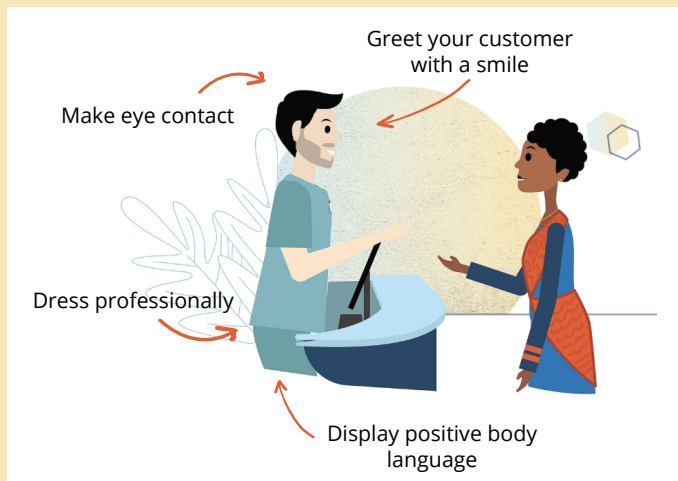 Greet your customer
with a smile
Make eye contact
Dress professionally
Display positive body
language